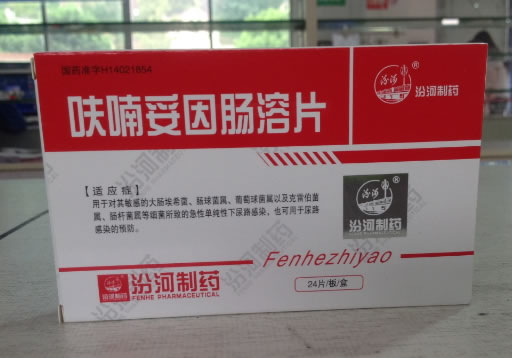 国药准字H14021854
呋喃妥因肠溶片
汾河
汾河制药
【适应症】
用于对其敏感的大肠埃希菌、肠球菌属、葡萄球菌属以及克雷伯菌
属、肠杆菌属等细菌所致的急性单纯性下尿路感染，也可用于尿路
感染的预防。
汾河
汾河制药
Fenhezhiyao
汾河制药
FENHE PHARMACEUTICAL
24片/板/盒